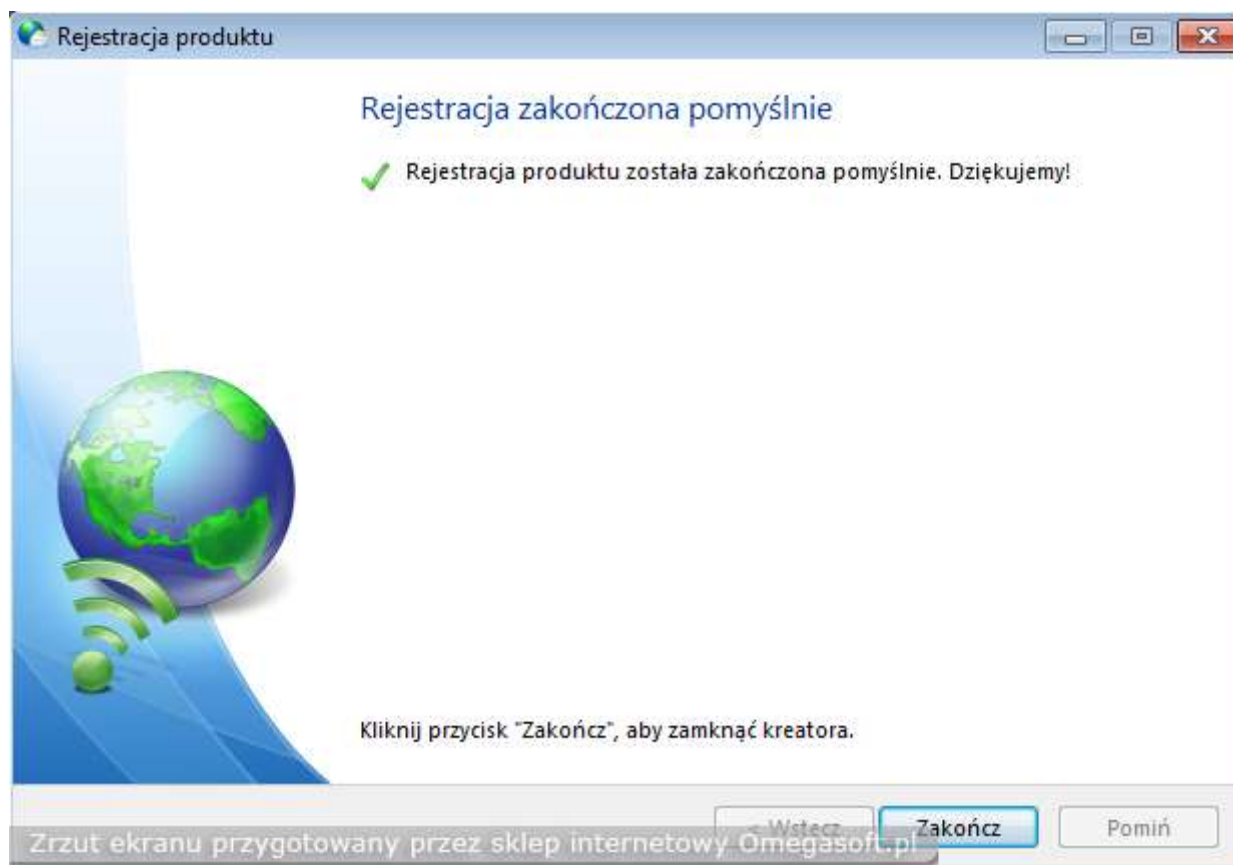 Rejestracja produktu
Rejestracja zakończona pomyślnie
Rejestracja produktu została zakończona pomyślnie. Dziękujemy!
Kliknij przycisk "Zakończ", aby zamknąć kreatora.
< Wstecz
Zakończ
Pomiń
Zrzut ekranu przygotowany przez sklep internetowy Omegasoft.pl